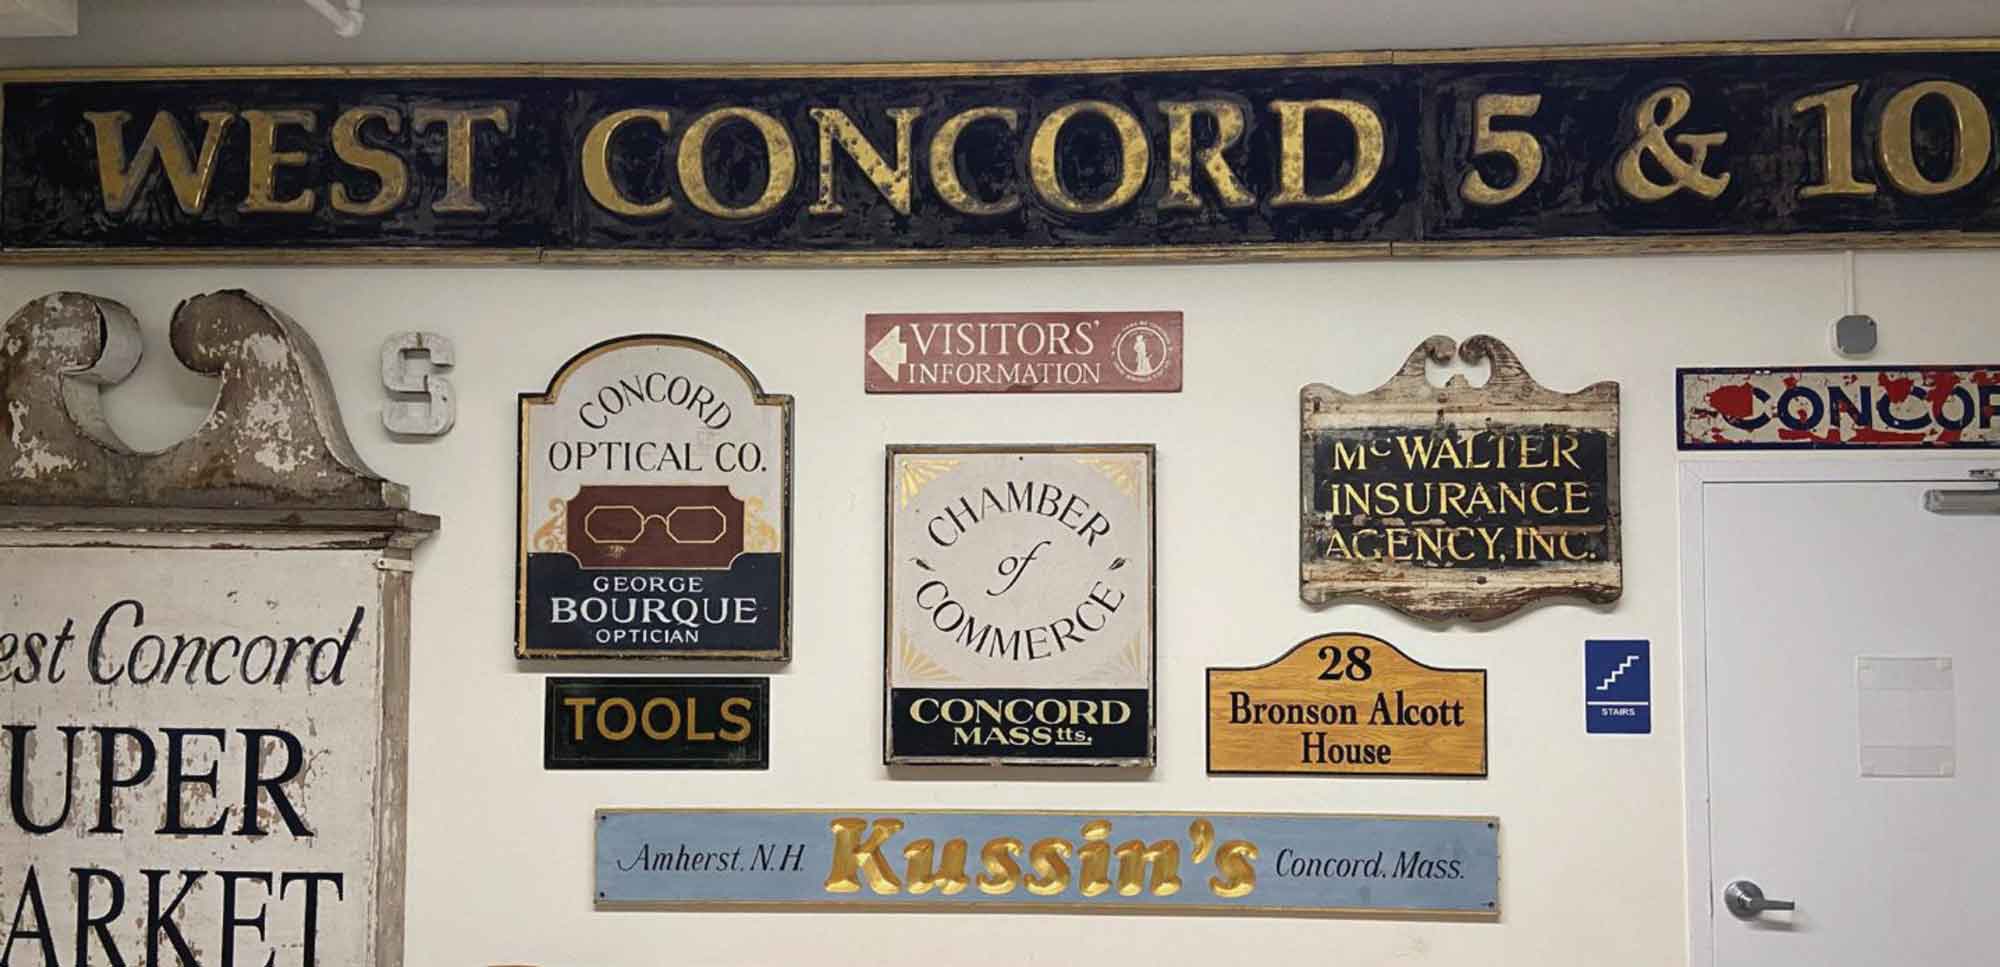 WEST CONCORD 5 & 10
S
VISITORS'
INFORMATION
CONCORD
OPTICAL CO.
GEORGE
BOURQUE
OPTICIAN
TOOLS
CHAMBER
of
COMMERCE
CONCORD
MASStts.
McWALTER
INSURANCE
AGENCY, INC.
CONCOR
28
Bronson Alcott
House
STAIRS
est Concord
UPER
ARKET
Amherst, N.H. Kussin's Concord, Mass.